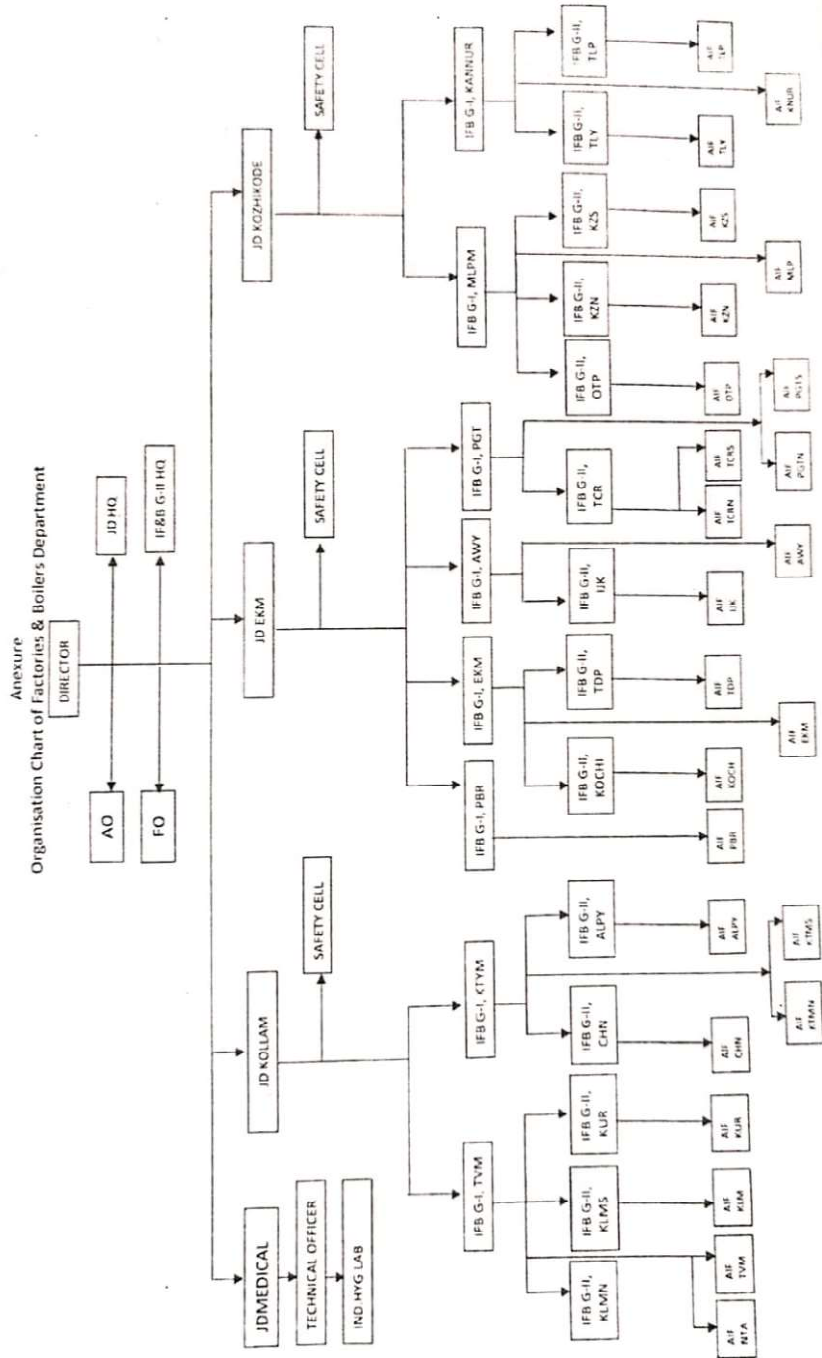 Anexure
Organisation Chart of Factories & Boilers Department
DIRECTOR
AO
JD HQ
FO
IF&B G-II HQ
JDMEDICAL
JD KOLLAM
JD EKM
JD KOZHIKODE
TECHNICAL OFFICER
IND.HYG LAB
SAFETY CELL
SAFETY CELL
SAFETY CELL
IFB G-I, TVM
IFB G-I, KTYM
IFB G-I, PBR
IFB G-I, EKM
IFB G-I, AWY
IFB G-I, PGT
IFB G-I, MLPM
IFB G-I, KANNUR
IFB G-II,
KLMN
IFB G-II,
KLMS
IFB G-II,
KUR
IFB G-II,
CHN
IFB G-II,
ALPY
IFB G-II,
KOCHI
IFB G-II,
TDP
IFB G-II,
IJK
IFB G-II,
TCR
IFB G-II,
OTP
IFB G-II,
KZN
IFB G-II,
KZS
IFB G-II,
TLY
IFB G-II,
TLP
AIF
NTA
AIF
TVM
AIF
KLM
AIF
KUR
AIF
CHN
AIF
ALPY
AIF
KTMN
AIF
KTMS
AIF
PBR
AIF
KOCH
AIF
EKM
AIF
TDP
AIF
IJK
AIF
AWY
AIF
TCRN
AIF
TCRS
AIF
PGTN
AIF
PGTS
AIF
OTP
AIF
KZN
AIF
MLP
AIF
KZS
AIF
TLY
AIF
KNUR
AIF
TLP